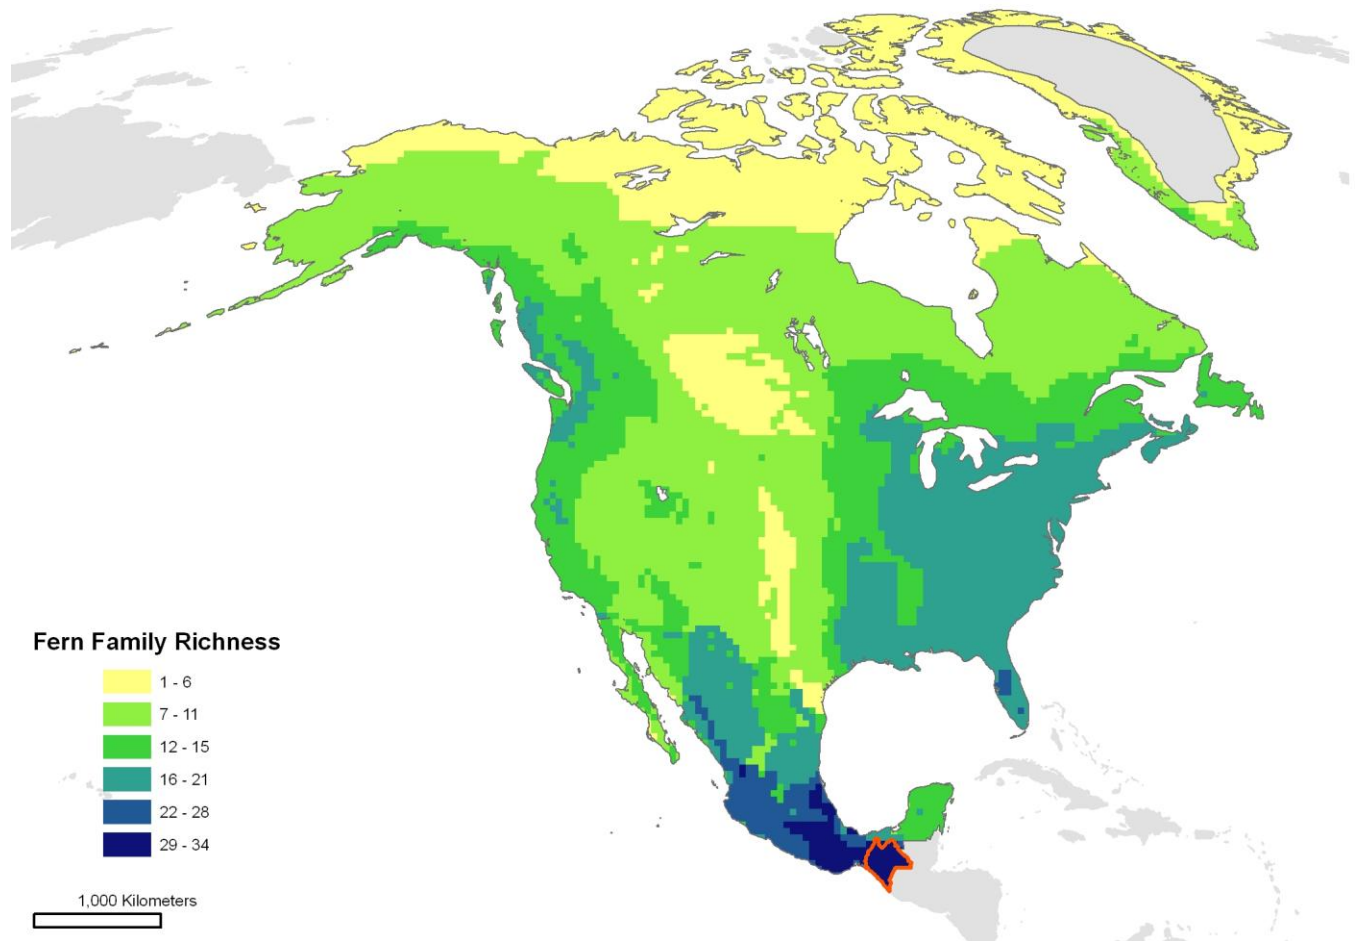 Fern Family Richness
1 - 6
7 - 11
12 - 15
16 - 21
22 - 28
29 - 34
1,000 Kilometers